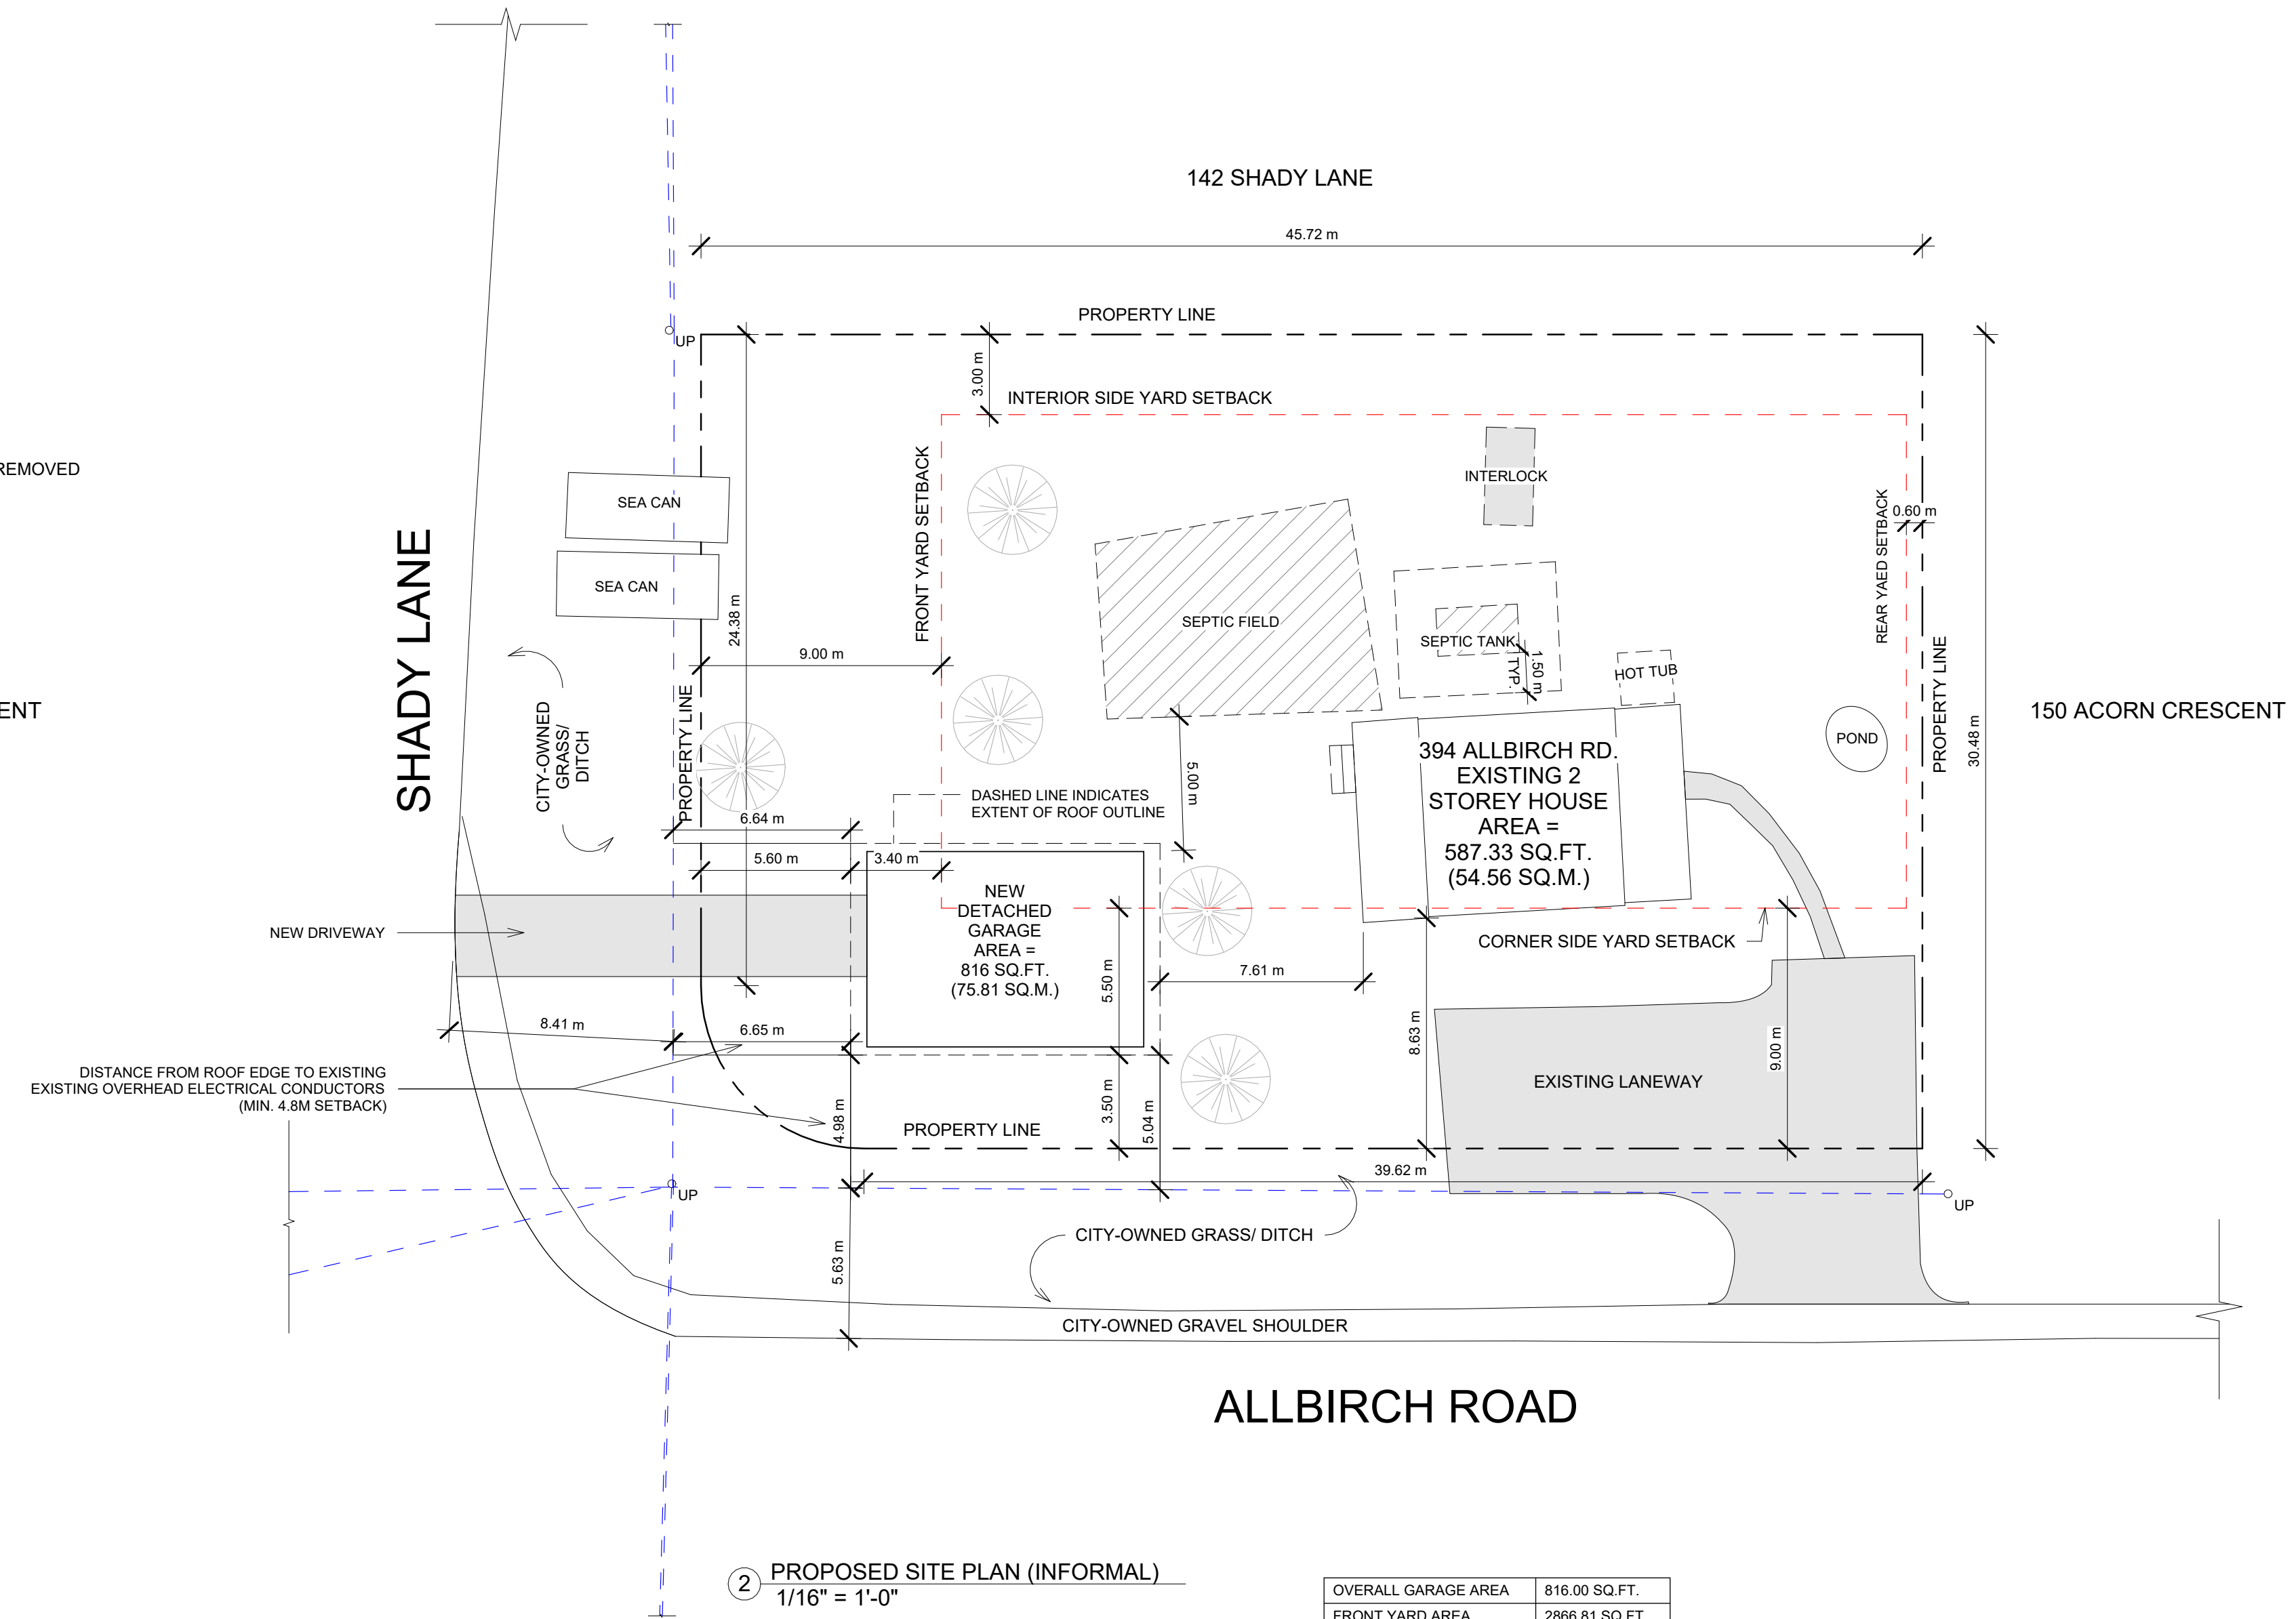 142 SHADY LANE
45.72 m
PROPERTY LINE
UP
3.00 m
INTERIOR SIDE YARD SETBACK
REMOVED
SEA CAN
SEA CAN
INTERLOCK
FRONT YARD SETBACK
REAR YAED SETBACK
0.60 m
SHADY LANE
24.38 m
SEPTIC FIELD
SEPTIC TANK
1.50 m
TYP.
HOT TUB
9.00 m
PROPERTY LINE
PROPERTY LINE
30.48 m
ENT
150 ACORN CRESCENT
CITY-OWNED
GRASS/
DITCH
POND
394 ALLBIRCH RD.
EXISTING 2
STOREY HOUSE
AREA =
587.33 SQ.FT.
(54.56 SQ.M.)
5.00 m
DASHED LINE INDICATES
EXTENT OF ROOF OUTLINE
6.64 m
5.60 m
3.40 m
NEW
DETACHED
GARAGE
AREA =
816 SQ.FT.
(75.81 SQ.M.)
NEW DRIVEWAY
CORNER SIDE YARD SETBACK
5.50 m
7.61 m
8.41 m
6.65 m
8.63 m
9.00 m
DISTANCE FROM ROOF EDGE TO EXISTING
EXISTING OVERHEAD ELECTRICAL CONDUCTORS
(MIN. 4.8M SETBACK)
EXISTING LANEWAY
4.98 m
3.50 m
5.04 m
PROPERTY LINE
39.62 m
UP
UP
CITY-OWNED GRASS/ DITCH
5.63 m
CITY-OWNED GRAVEL SHOULDER
ALLBIRCH ROAD
2
PROPOSED SITE PLAN (INFORMAL)
1/16" = 1'-0"
OVERALL GARAGE AREA 816.00 SQ.FT.
FRONT YARD AREA 2866.81 SQ.FT.